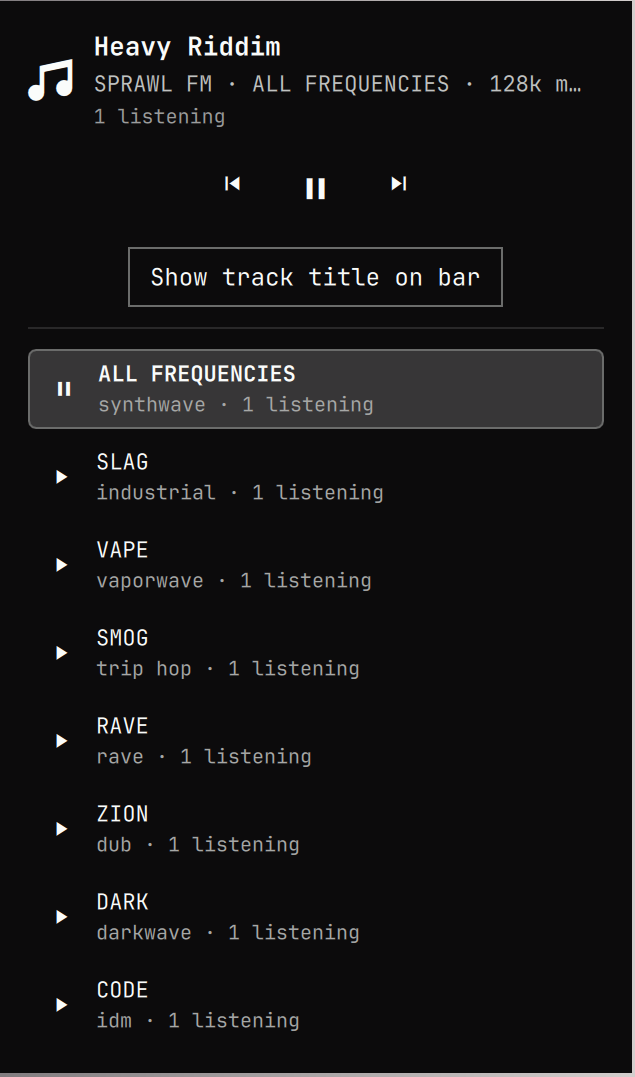 Heavy Riddim
SPRAWL FM · ALL FREQUENCIES · 128k m…
1 listening
Show track title on bar
ALL FREQUENCIES
synthwave · 1 listening
SLAG
industrial · 1 listening
VAPE
vaporwave · 1 listening
SMOG
trip hop · 1 listening
RAVE
rave · 1 listening
ZION
dub · 1 listening
DARK
darkwave · 1 listening
CODE
idm · 1 listening